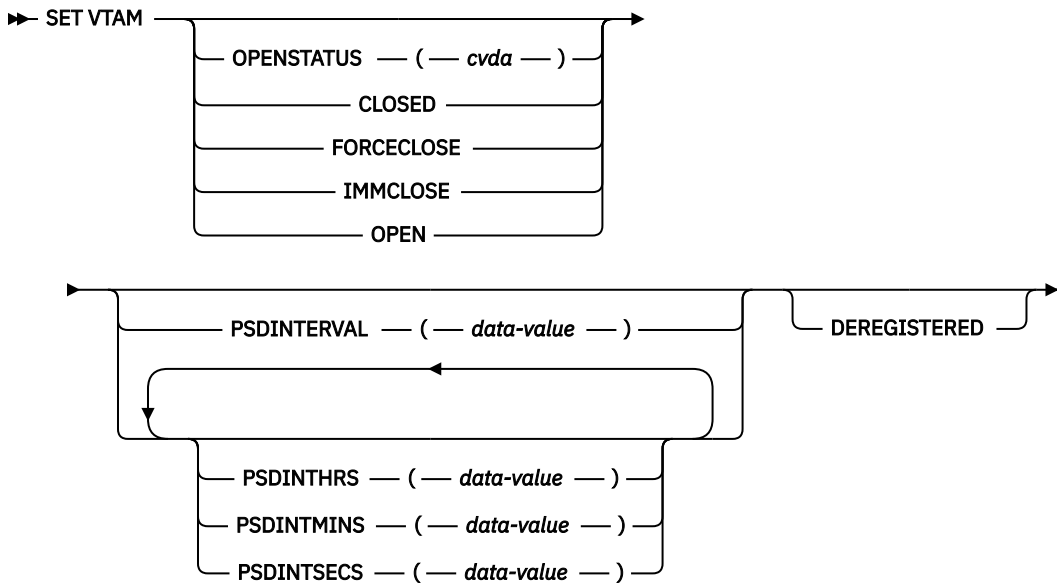 SET VTAM
OPENSTATUS ( cvda )
CLOSED
FORCECLOSE
IMMCLOSE
OPEN
PSDINTERVAL ( data-value )
DEREGISTERED
PSDINTHRS ( data-value )
PSDINTMINS ( data-value )
PSDINTSECS ( data-value )